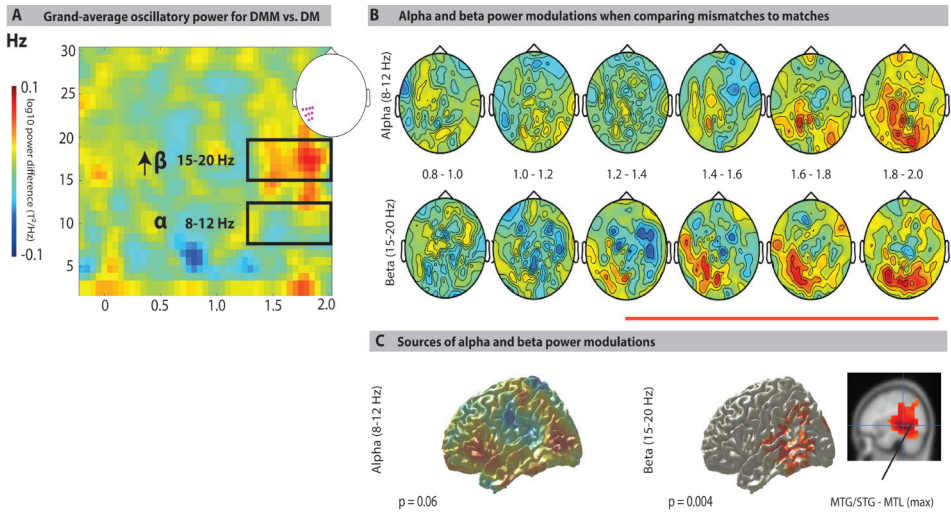 A Grand-average oscillatory power for DMM vs. DM
Hz
0.1
log10 power difference (T²/Hz)
-0.1
30
25
20
15
10
5
β 15-20 Hz
α 8-12 Hz
0 0.5 1.0 1.5 2.0
B Alpha and beta power modulations when comparing mismatches to matches
Alpha (8-12 Hz)
0.8 - 1.0 1.0 - 1.2 1.2 - 1.4 1.4 - 1.6 1.6 - 1.8 1.8 - 2.0
Beta (15-20 Hz)
C Sources of alpha and beta power modulations
Alpha (8-12 Hz)
p = 0.06
Beta (15-20 Hz)
p = 0.004
MTG/STG - MTL (max)